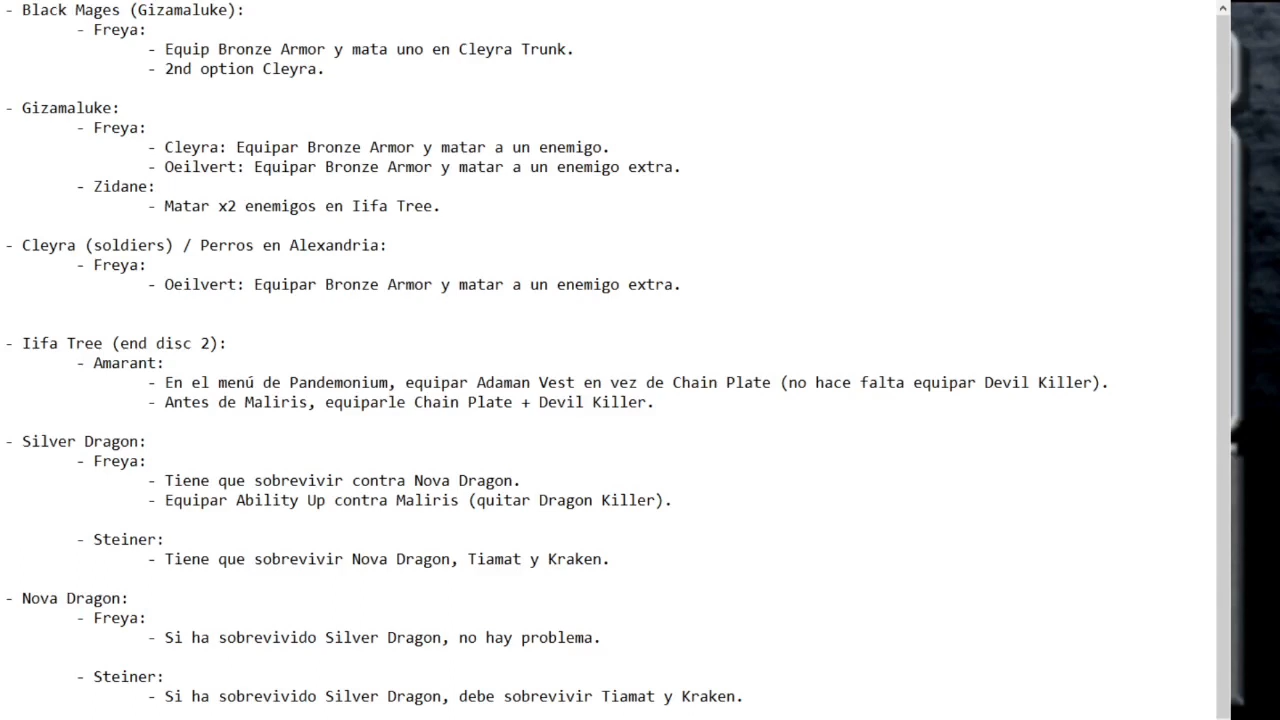 - Black Mages (Gizamaluke):
- Freya:
- Equip Bronze Armor y mata uno en Cleyra Trunk.
- 2nd option Cleyra.
- Gizamaluke:
- Freya:
- Cleyra: Equipar Bronze Armor y matar a un enemigo.
- Oeilvert: Equipar Bronze Armor y matar a un enemigo extra.
- Zidane:
- Matar x2 enemigos en Iifa Tree.
- Cleyra (soldiers) / Perros en Alexandria:
- Freya:
- Oeilvert: Equipar Bronze Armor y matar a un enemigo extra.
- Iifa Tree (end disc 2):
- Amarant:
- En el menú de Pandemonium, equipar Adaman Vest en vez de Chain Plate (no hace falta equipar Devil Killer).
- Antes de Maliris, equiparle Chain Plate + Devil Killer.
- Silver Dragon:
- Freya:
- Tiene que sobrevivir contra Nova Dragon.
- Equipar Ability Up contra Maliris (quitar Dragon Killer).
- Steiner:
- Tiene que sobrevivir Nova Dragon, Tiamat y Kraken.
- Nova Dragon:
- Freya:
- Si ha sobrevivido Silver Dragon, no hay problema.
- Steiner:
- Si ha sobrevivido Silver Dragon, debe sobrevivir Tiamat y Kraken.